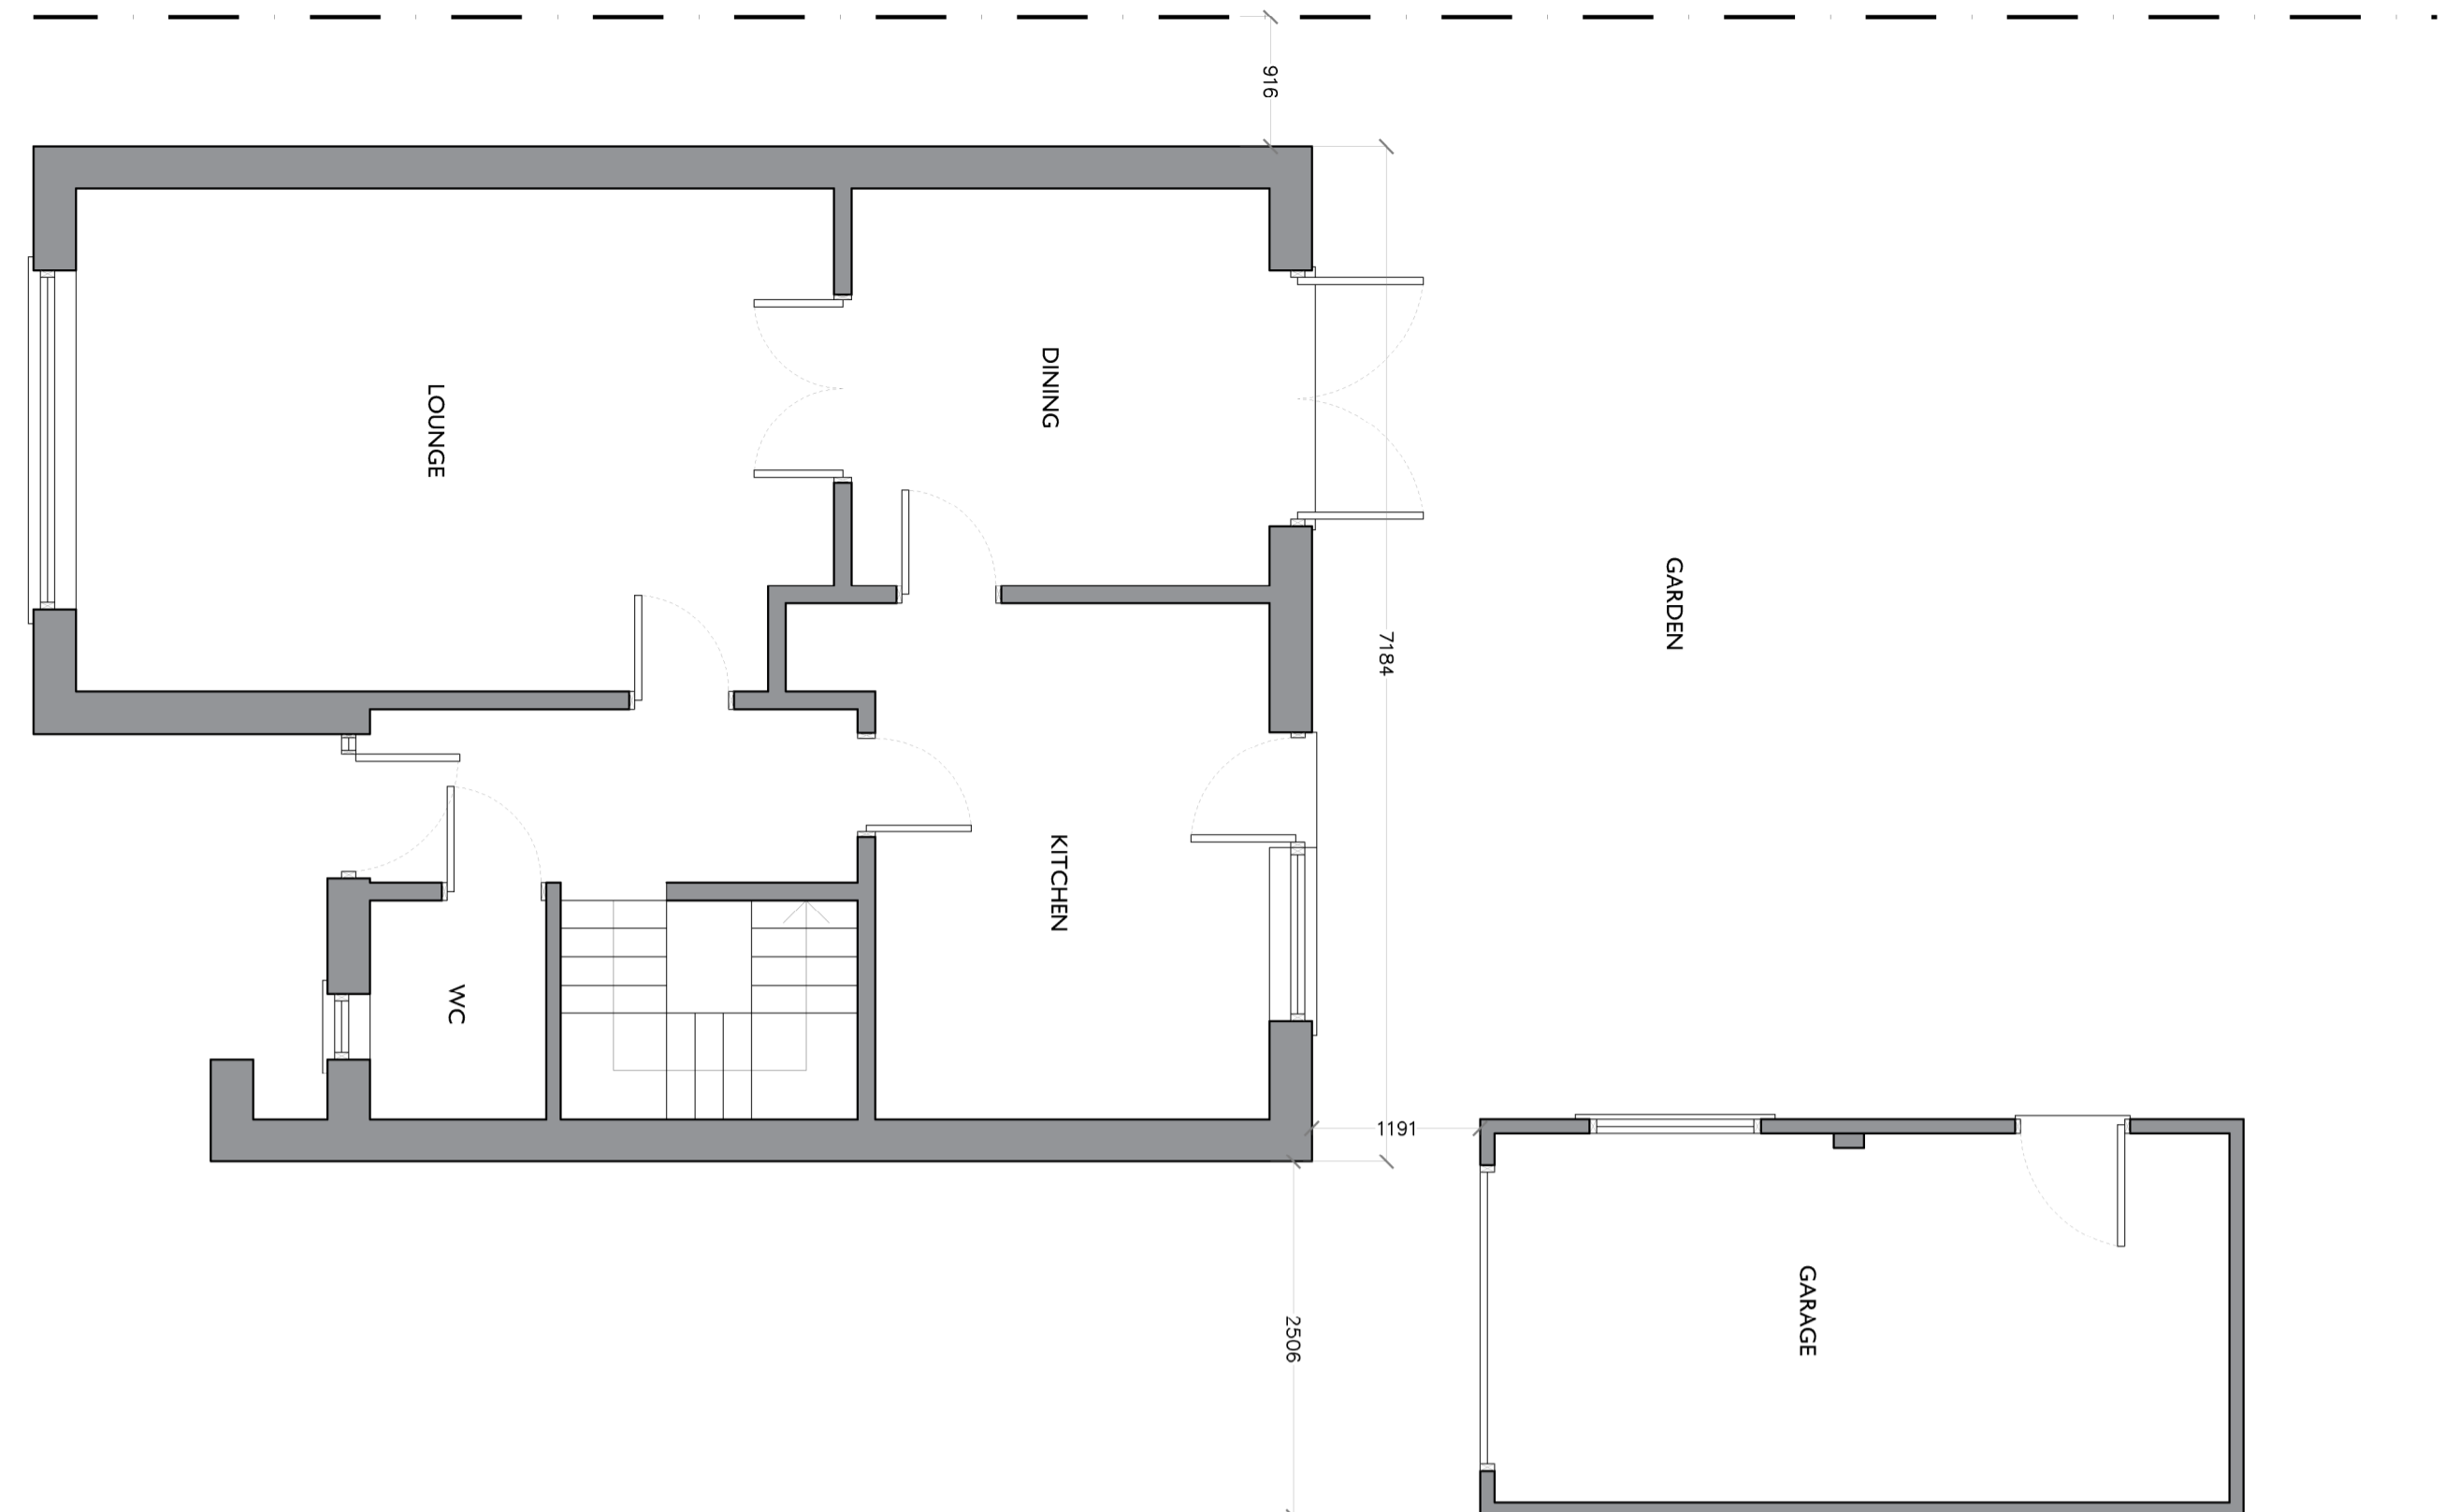 916
DINING
LOUNGE
GARDEN
7184
KITCHEN
WC
1191
GARAGE
2506